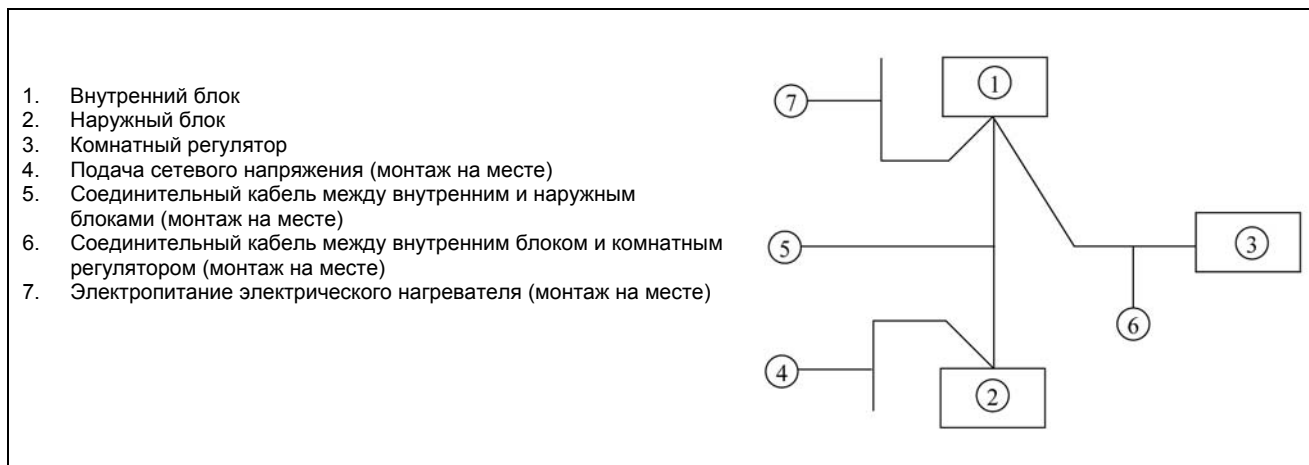 1. Внутренний блок
2. Наружный блок
3. Комнатный регулятор
4. Подача сетевого напряжения (монтаж на месте)
5. Соединительный кабель между внутренним и наружным
блоками (монтаж на месте)
6. Соединительный кабель между внутренним блоком и комнатным
регулятором (монтаж на месте)
7. Электропитание электрического нагревателя (монтаж на месте)
1
7
5
3
6
4
2